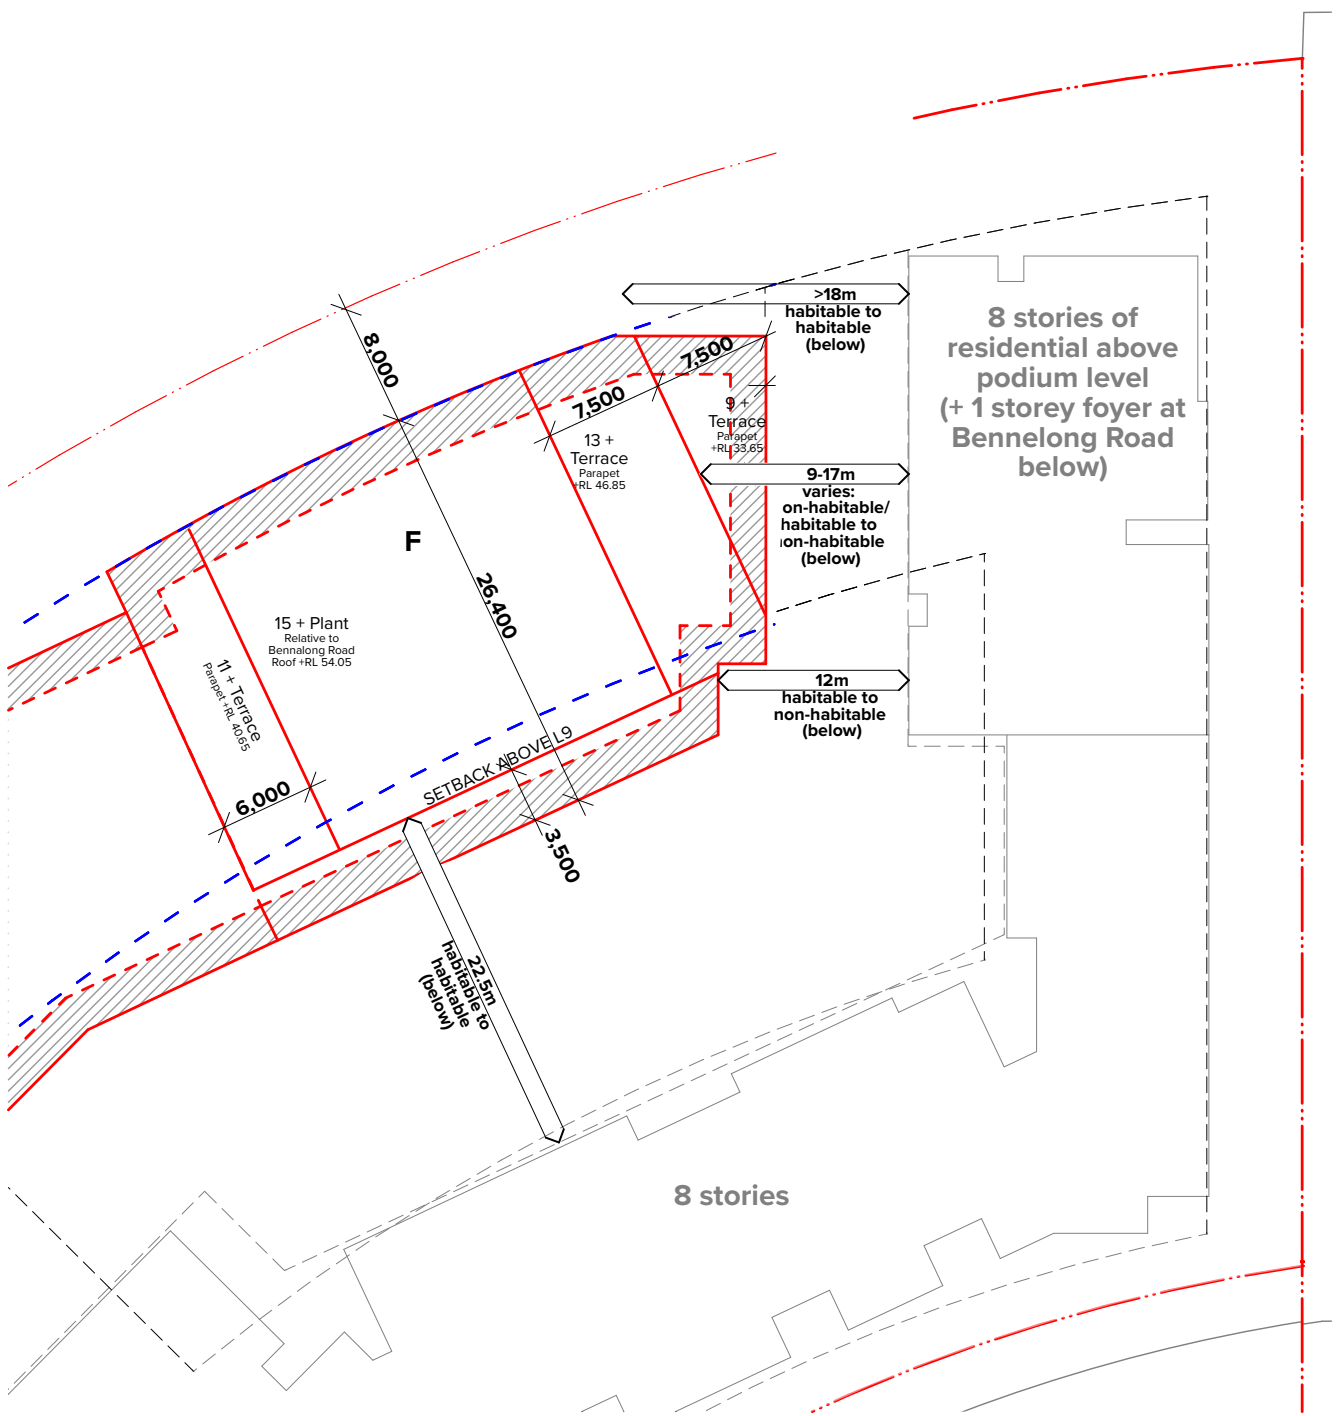 >18m
habitable to
habitable
(below)
8 stories of
residential above
podium level
(+ 1 storey foyer at
Bennelong Road
below)
8,000
7,500
7,500
9 +
Terrace
Parapet
+RL 33.65
13 +
Terrace
Parapet
+RL 46.85
9-17m
varies:
on-habitable/
habitable to
on-habitable
(below)
F
26,400
15 + Plant
Relative to
Bennalong Road
Roof +RL 54.05
11 + Terrace
Parapet +RL 40.65
12m
habitable to
non-habitable
(below)
SETBACK ABOVE L9
6,000
3,500
22.5m
habitable to
habitable
(below)
8 stories